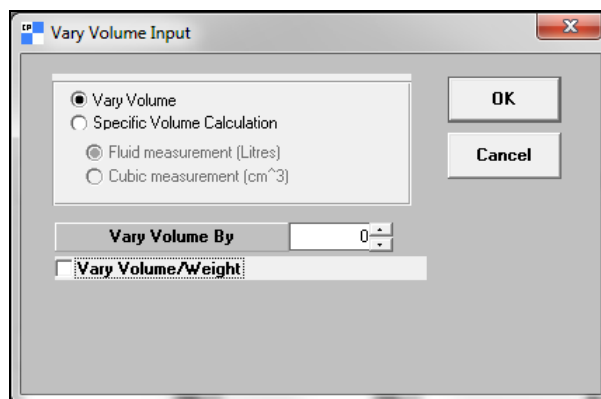 CP Vary Volume Input
Vary Volume
Specific Volume Calculation
Fluid measurement (Litres)
Cubic measurement (cm^3)
OK
Cancel
Vary Volume By 0
Vary Volume/Weight